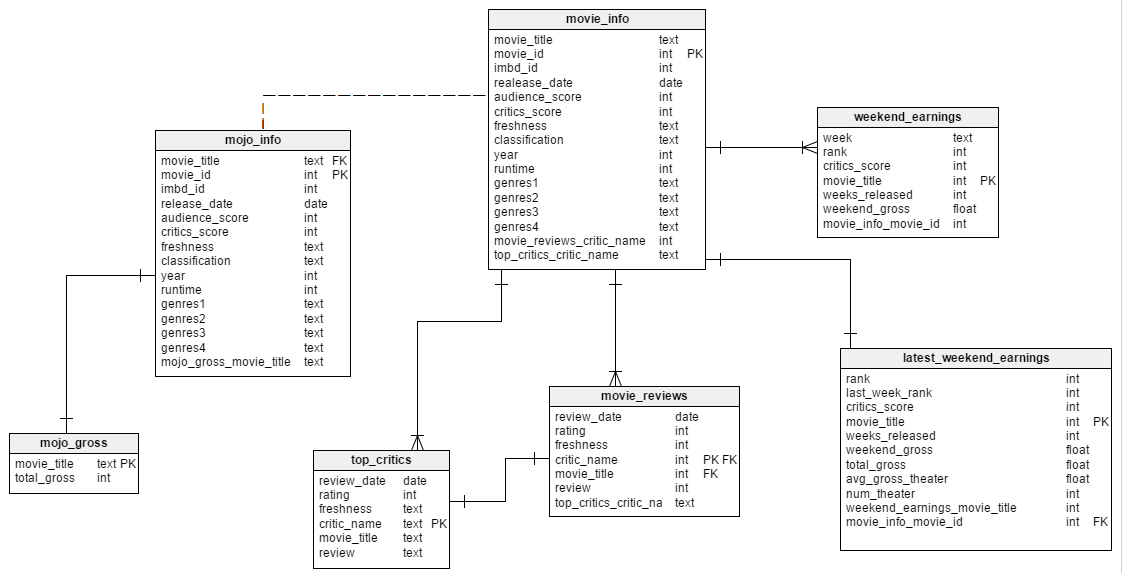 movie_info
movie_title text
movie_id int PK
imbd_id int
realease_date date
audience_score int
critics_score int
freshness text
classification text
year int
runtime int
genres1 text
genres2 text
genres3 text
genres4 text
movie_reviews_critic_name int
top_critics_critic_name text
weekend_earnings
week text
rank int
critics_score int
movie_title int PK
weeks_released int
weekend_gross float
movie_info_movie_id int
mojo_info
movie_title text FK
movie_id int PK
imbd_id int
release_date date
audience_score int
critics_score int
freshness text
classification text
year int
runtime int
genres1 text
genres2 text
genres3 text
genres4 text
mojo_gross_movie_title text
latest_weekend_earnings
rank int
last_week_rank int
critics_score int
movie_title int PK
weeks_released int
weekend_gross float
total_gross float
avg_gross_theater float
num_theater int
weekend_earnings_movie_title int
movie_info_movie_id int FK
movie_reviews
review_date date
rating int
freshness int
critic_name int PK FK
movie_title int FK
review int
top_critics_critic_na text
mojo_gross
movie_title text PK
total_gross int
top_critics
review_date date
rating int
freshness text
critic_name text PK
movie_title text
review text